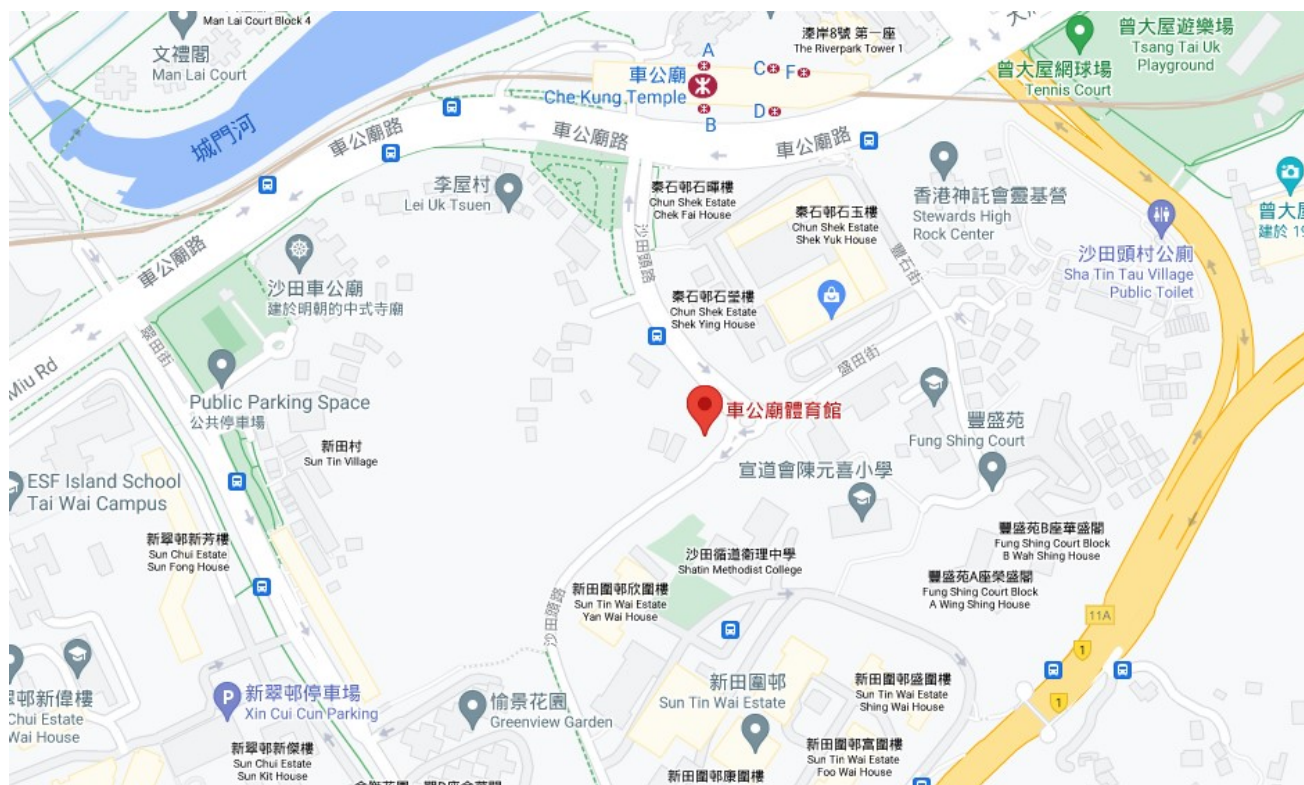 Man Lai Court Block 4
文禮閣
Man Lai Court
城門河
車公廟路
車公廟路
車公廟路
車公廟路
A
B
C
F
D
車公廟
Che Kung Temple
溱岸8號 第一座
The Riverpark Tower 1
曾大屋遊樂場
Tsang Tai Uk
Playground
曾大屋網球場
Tennis Court
李屋村
Lei Uk Tsuen
秦石邨石暉樓
Chun Shek Estate
Chek Fai House
秦石邨石玉樓
Chun Shek Estate
Shek Yuk House
香港神託會靈基營
Stewards High
Rock Center
曾大屋
建於 19
沙田頭村公廁
Sha Tin Tau Village
Public Toilet
沙田頭路
豐石街
沙田車公廟
建於明朝的中式寺廟
秦石邨石瑩樓
Chun Shek Estate
Shek Ying House
盛田街
翠田街
Miu Rd
Public Parking Space
公共停車場
車公廟體育館
豐盛苑
Fung Shing Court
新田村
Sun Tin Village
宣道會陳元喜小學
ESF Island School
Tai Wai Campus
新翠邨新芳樓
Sun Chui Estate
Sun Fong House
沙田循道衞理中學
Shatin Methodist College
豐盛苑B座華盛閣
Fung Shing Court Block
B Wah Shing House
豐盛苑A座榮盛閣
Fung Shing Court Block
A Wing Shing House
新田圍邨欣圍樓
Sun Tin Wai Estate
Yan Wai House
沙田頭路
11A
1
1
翠邨新偉樓
Chui Estate
Wai House
P
新翠邨停車場
Xin Cui Cun Parking
愉景花園
Greenview Garden
新田圍邨
Sun Tin Wai Estate
新田圍邨盛圍樓
Sun Tin Wai Estate
Shing Wai House
新翠邨新傑樓
Sun Chui Estate
Sun Kit House
新田圍邨富圍樓
Sun Tin Wai Estate
Foo Wai House
新田圍邨康圍樓